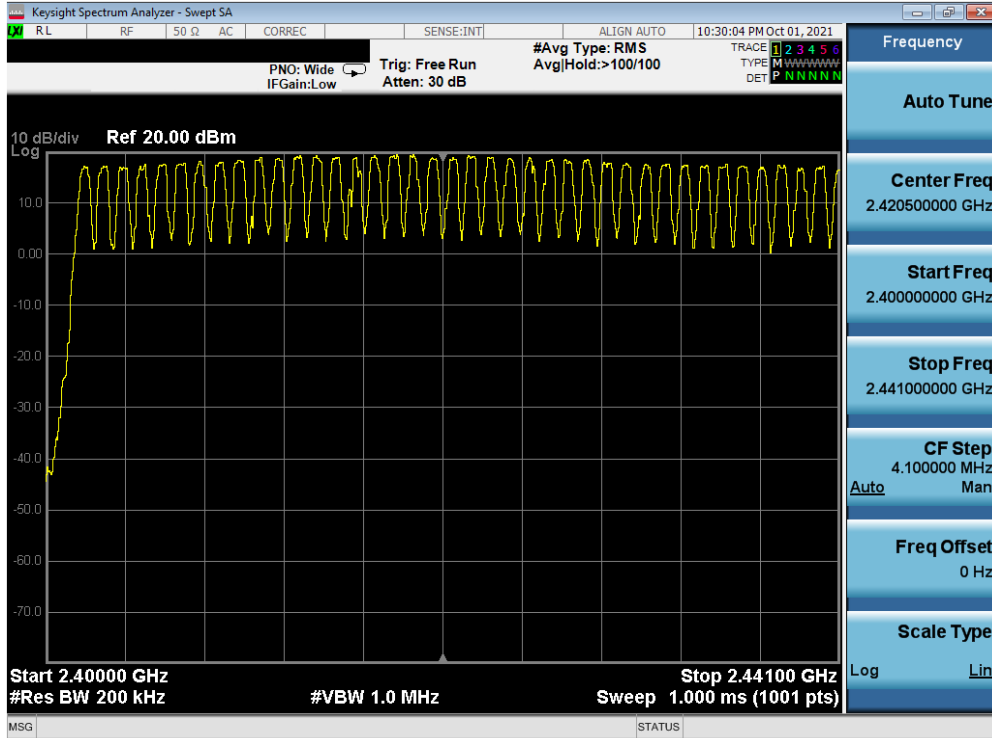 Keysight Spectrum Analyzer - Swept SA
LXI RL RF 50 Ω AC CORREC SENSE:INT ALIGN AUTO 10:30:04 PM Oct 01, 2021
PNO: Wide
IFGain:Low
Trig: Free Run
Atten: 30 dB
#Avg Type: RMS
Avg|Hold:>100/100
TRACE 1 2 3 4 5 6
TYPE M WWWWW
DET P N N N N N
10 dB/div
Log
Ref 20.00 dBm
10.0
0.00
-10.0
-20.0
-30.0
-40.0
-50.0
-60.0
-70.0
Start 2.40000 GHz
Stop 2.44100 GHz
#Res BW 200 kHz
#VBW 1.0 MHz
Sweep 1.000 ms (1001 pts)
MSG
STATUS
Frequency
Auto Tune
Center Freq
2.420500000 GHz
Start Freq
2.400000000 GHz
Stop Freq
2.441000000 GHz
CF Step
4.100000 MHz
Auto Man
Freq Offset
0 Hz
Scale Type
Log Lin